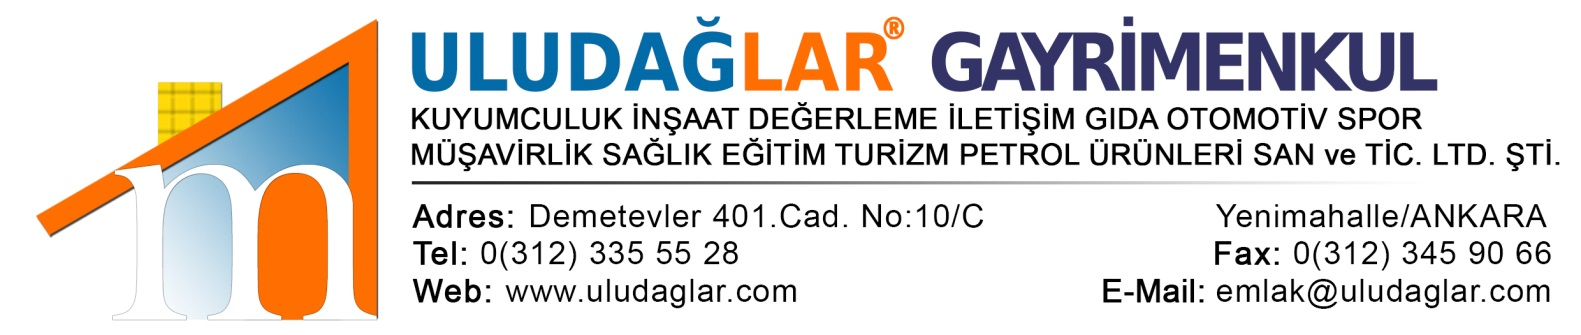 ULUDAĞLAR® GAYRİMENKUL
KUYUMCULUK İNŞAAT DEĞERLEME İLETİŞİM GIDA OTOMOTİV SPOR
MÜŞAVİRLİK SAĞLIK EĞİTİM TURİZM PETROL ÜRÜNLERİ SAN ve TİC. LTD. ŞTİ.
Adres: Demetevler 401.Cad. No:10/C Yenimahalle/ANKARA
Tel: 0(312) 335 55 28 Fax: 0(312) 345 90 66
Web: www.uludaglar.com E-Mail: emlak@uludaglar.com
m